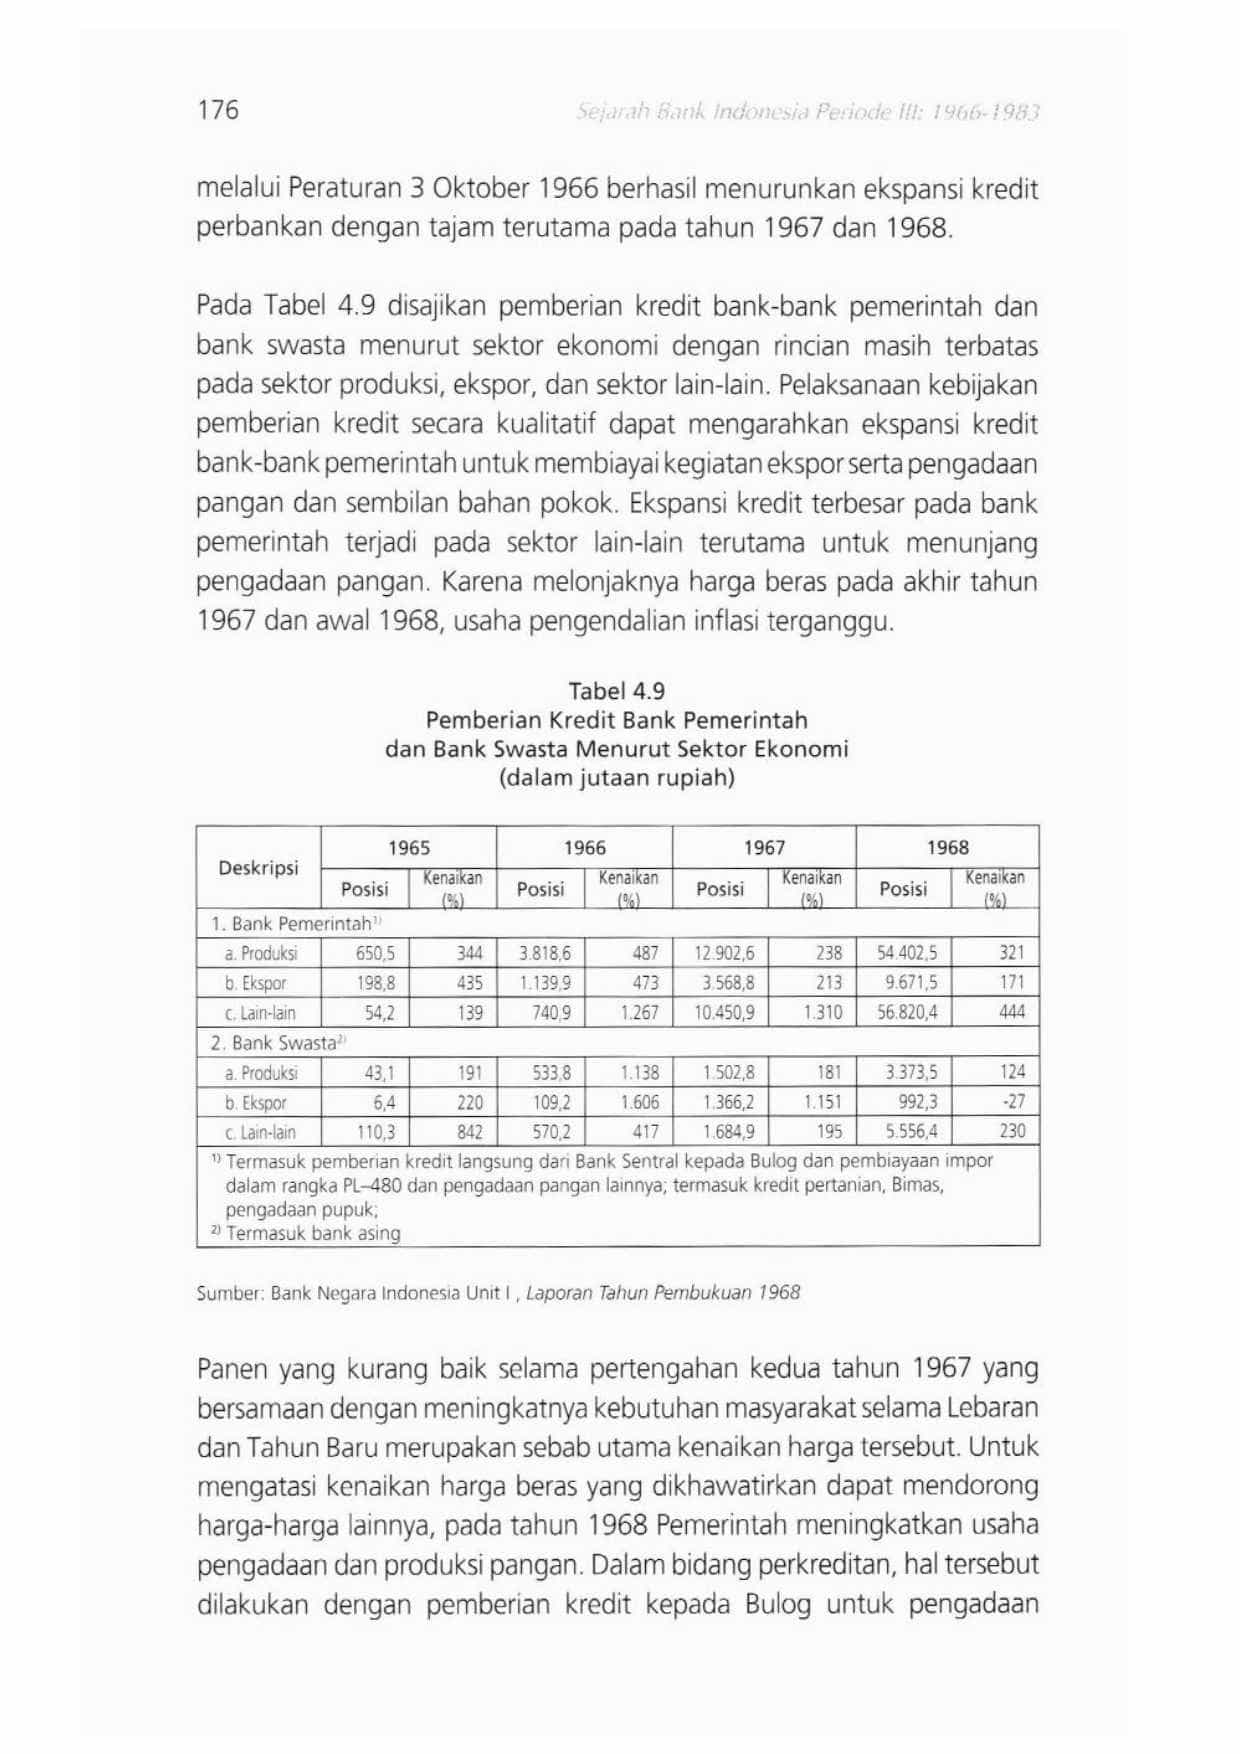 176
Sejarah Bank Indonesia Periode III: 1966-1983
melalui Peraturan 3 Oktober 1966 berhasil menurunkan ekspansi kredit
perbankan dengan tajam terutama pada tahun 1967 dan 1968.
Pada Tabel 4.9 disajikan pemberian kredit bank-bank pemerintah dan
bank swasta menurut sektor ekonomi dengan rincian masih terbatas
pada sektor produksi, ekspor, dan sektor lain-lain. Pelaksanaan kebijakan
pemberian kredit secara kualitatif dapat mengarahkan ekspansi kredit
bank-bank pemerintah untuk membiayai kegiatan ekspor serta pengadaan
pangan dan sembilan bahan pokok. Ekspansi kredit terbesar pada bank
pemerintah terjadi pada sektor lain-lain terutama untuk menunjang
pengadaan pangan. Karena melonjaknya harga beras pada akhir tahun
1967 dan awal 1968, usaha pengendalian inflasi terganggu.
Tabel 4.9
Pemberian Kredit Bank Pemerintah
dan Bank Swasta Menurut Sektor Ekonomi
(dalam jutaan rupiah)
Deskripsi 1965 1966 1967 1968
Posisi Kenaikan (%) Posisi Kenaikan (%) Posisi Kenaikan (%) Posisi Kenaikan (%)
1. Bank Pemerintah¹⁾
a. Produksi 650,5 344 3.818,6 487 12.902,6 238 54.402,5 321
b. Ekspor 198,8 435 1.139,9 473 3.568,8 213 9.671,5 171
c. Lain-lain 54,2 139 740,9 1.267 10.450,9 1.310 56.820,4 444
2. Bank Swasta²⁾
a. Produksi 43,1 191 533,8 1.138 1.502,8 181 3.373,5 124
b. Ekspor 6,4 220 109,2 1.606 1.366,2 1.151 992,3 -27
c. Lain-lain 110,3 842 570,2 417 1.684,9 195 5.556,4 230
¹⁾ Termasuk pemberian kredit langsung dari Bank Sentral kepada Bulog dan pembiayaan impor
dalam rangka PL–480 dan pengadaan pangan lainnya; termasuk kredit pertanian, Bimas,
pengadaan pupuk;
²⁾ Termasuk bank asing
Sumber: Bank Negara Indonesia Unit I , Laporan Tahun Pembukuan 1968
Panen yang kurang baik selama pertengahan kedua tahun 1967 yang
bersamaan dengan meningkatnya kebutuhan masyarakat selama Lebaran
dan Tahun Baru merupakan sebab utama kenaikan harga tersebut. Untuk
mengatasi kenaikan harga beras yang dikhawatirkan dapat mendorong
harga-harga lainnya, pada tahun 1968 Pemerintah meningkatkan usaha
pengadaan dan produksi pangan. Dalam bidang perkreditan, hal tersebut
dilakukan dengan pemberian kredit kepada Bulog untuk pengadaan